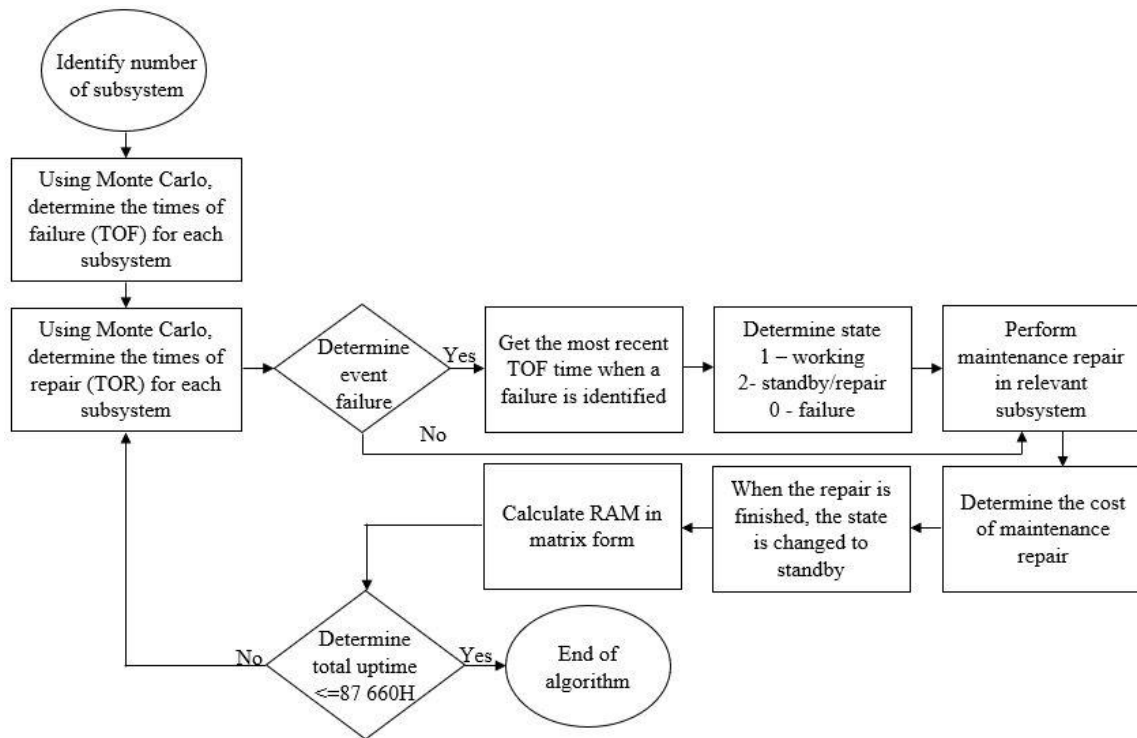 Identify number
of subsystem
Using Monte Carlo,
determine the times of
failure (TOF) for each
subsystem
Using Monte Carlo,
determine the times of
repair (TOR) for each
subsystem
Determine
event
failure
Yes
No
Get the most recent
TOF time when a
failure is identified
Determine state
1 – working
2- standby/repair
0 - failure
Perform
maintenance repair
in relevant
subsystem
Determine the cost
of maintenance
repair
When the repair is
finished, the state
is changed to
standby
Calculate RAM in
matrix form
Determine
total uptime
<=87 660H
No
Yes
End of
algorithm